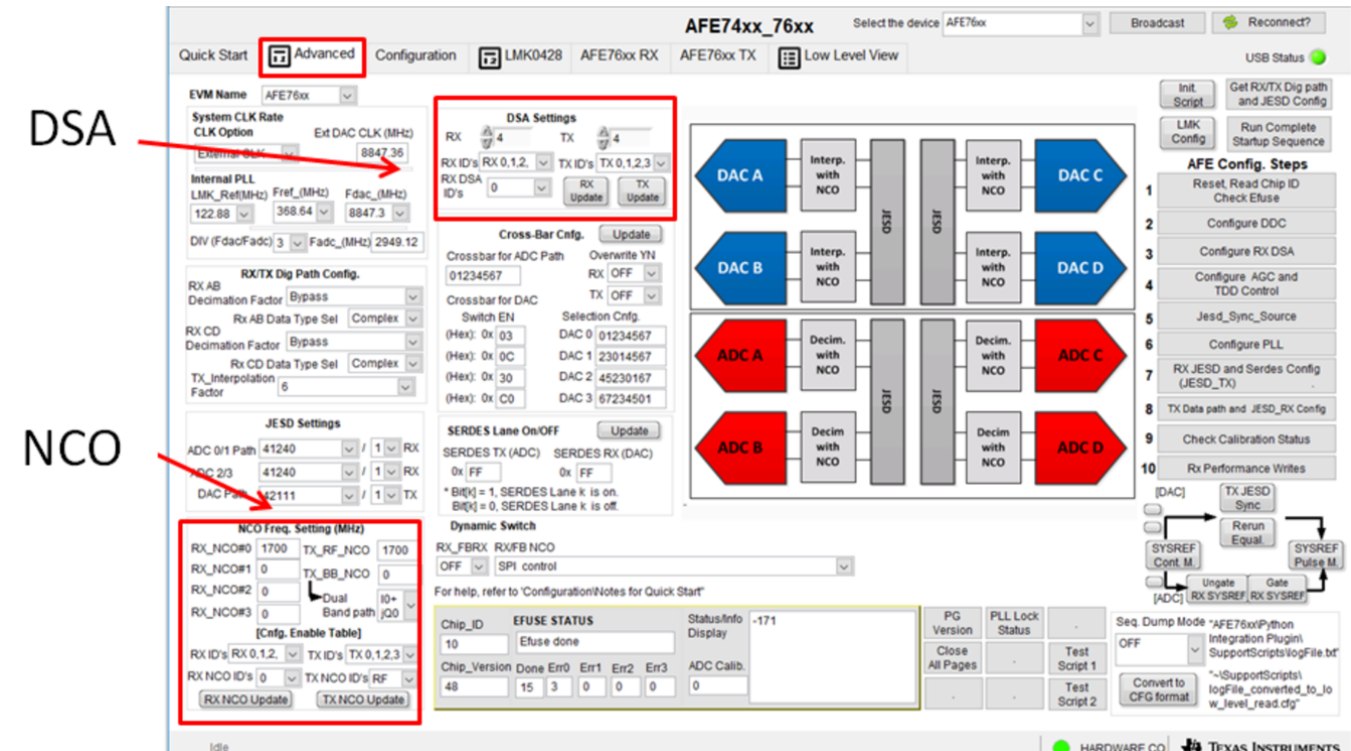 AFE74xx_76xx
Select the device AFE76xx
Broadcast
Reconnect?
Quick Start
Advanced
Configuration
LMK0428
AFE76xx RX
AFE76xx TX
Low Level View
USB Status
DSA
NCO
EVM Name AFE76xx
System CLK Rate
CLK Option Ext DAC CLK (MHz)
External CLK 8847.36
Internal PLL
LMK_Ref(MHz) Fref_(MHz) Fdac_(MHz)
122.88 368.64 8847.3
DIV (Fdac/Fadc) 3 Fadc_(MHz) 2949.12
RX/TX Dig Path Config.
RX AB
Decimation Factor Bypass
Rx AB Data Type Sel Complex
RX CD
Decimation Factor Bypass
Rx CD Data Type Sel Complex
TX_Interpolation
Factor 6
JESD Settings
ADC 0/1 Path 41240 / 1 RX
ADC 2/3 41240 / 1 RX
DAC Path 42111 / 1 TX
NCO Freq. Setting (MHz)
RX_NCO#0 1700 TX_RF_NCO 1700
RX_NCO#1 0 TX_BB_NCO 0
RX_NCO#2 0 Dual
Band path I0+
jQ0
RX_NCO#3 0
[Cnfg. Enable Table]
RX ID's RX 0,1,2, TX ID's TX 0,1,2,3
RX NCO ID's 0 TX NCO ID's RF
RX NCO Update TX NCO Update
DSA Settings
RX 4 TX 4
RX ID's RX 0,1,2, TX ID's TX 0,1,2,3
RX DSA
ID's 0
RX
Update
TX
Update
Cross-Bar Cnfg. Update
Crossbar for ADC Path Overwrite YN
01234567 RX OFF
Crossbar for DAC TX OFF
Switch EN Selection Cnfg.
(Hex): 0x 03 DAC 0 01234567
(Hex): 0x 0C DAC 1 23014567
(Hex): 0x 30 DAC 2 45230167
(Hex): 0x C0 DAC 3 67234501
SERDES Lane On/OFF Update
SERDES TX (ADC) SERDES RX (DAC)
0x FF 0x FF
* Bit[k] = 1, SERDES Lane k is on.
Bit[k] = 0, SERDES Lane k is off.
Dynamic Switch
RX_FBRX RX/FB NCO
OFF SPI control
For help, refer to 'Configuration\Notes for Quick Start"
Chip_ID EFUSE STATUS
10 Efuse done
Chip_Version Done Err0 Err1 Err2 Err3
48 15 3 0 0 0
Status/Info
Display -171
ADC Calib.
0
DAC A
Interp.
with
NCO
JESD
JESD
Interp.
with
NCO
DAC C
DAC B
Interp.
with
NCO
Interp.
with
NCO
DAC D
ADC A
Decim.
with
NCO
JESD
JESD
Decim.
with
NCO
ADC C
ADC B
Decim
with
NCO
Decim
with
NCO
ADC D
PG
Version
PLL Lock
Status
.
Close
All Pages
.
Test
Script 1
.
.
Test
Script 2
Init.
Script
Get RX/TX Dig path
and JESD Config
LMK
Config
Run Complete
Startup Sequence
AFE Config. Steps
1 Reset, Read Chip ID
Check Efuse
2 Configure DDC
3 Configure RX DSA
4 Configure AGC and
TDD Control
5 Jesd_Sync_Source
6 Configure PLL
7 RX JESD and Serdes Config
(JESD_TX) .
8 TX Data path and JESD_RX Config
9 Check Calibration Status
10 Rx Performance Writes
[DAC]
TX JESD
Sync
Rerun
Equal.
SYSREF
Cont. M.
SYSREF
Pulse M.
[ADC]
Ungate
RX SYSREF
Gate
RX SYSREF
Seq. Dump Mode
OFF
"AFE76xx\Python
Integration Plugin\
SupportScripts\logFile.txt"
Convert to
CFG format
"~\SupportScripts\
logFile_converted_to_lo
w_level_read.cfg"
Idle
HARDWARE CO
TEXAS INSTRUMENTS